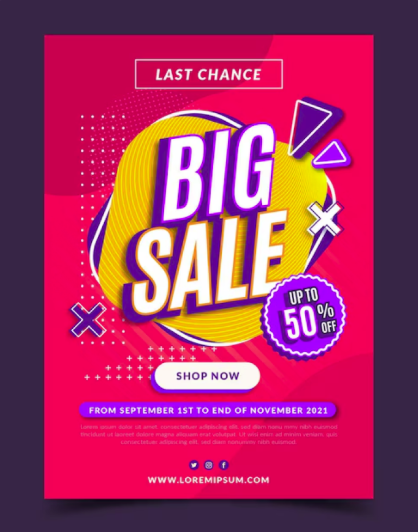 LAST CHANCE
BIG
SALE
UP TO
50%
OFF
SHOP NOW
FROM SEPTEMBER 1ST TO END OF NOVEMBER 2021
WWW.LOREMIPSUM.COM